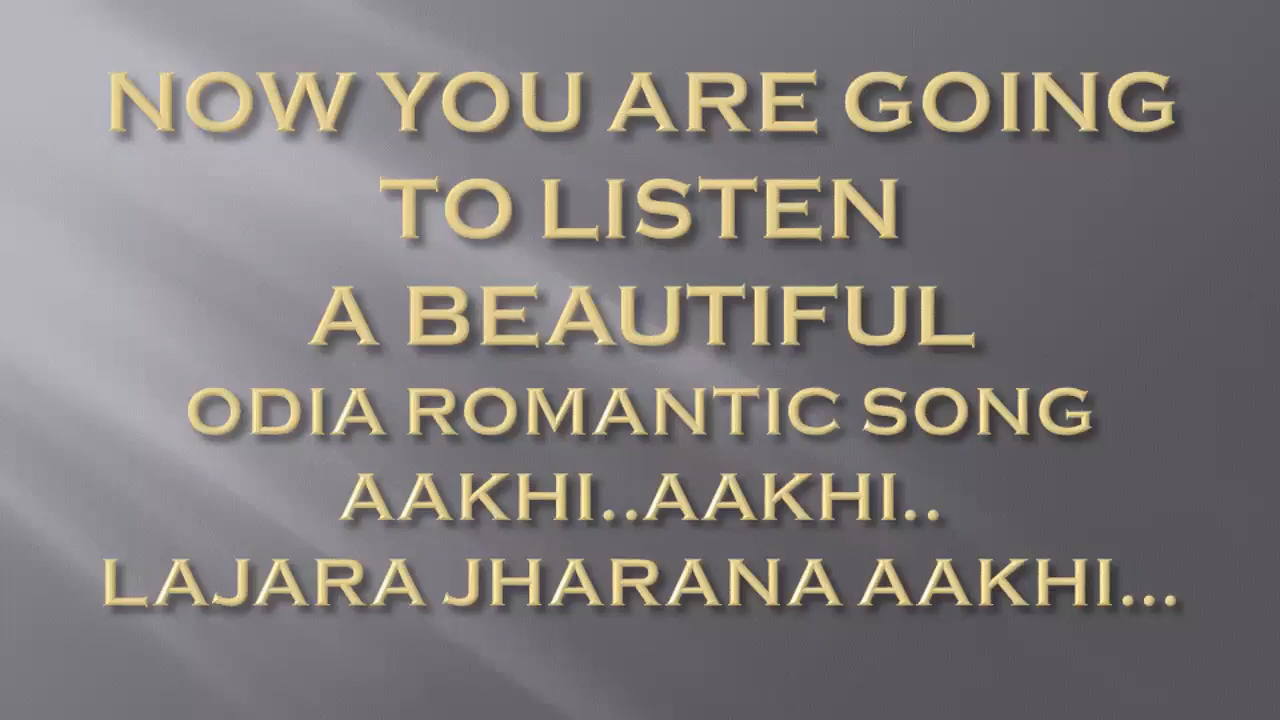 NOW YOU ARE GOING
TO LISTEN
A BEAUTIFUL
ODIA ROMANTIC SONG
AAKHI..AAKHI..
LAJARA JHARANA AAKHI...